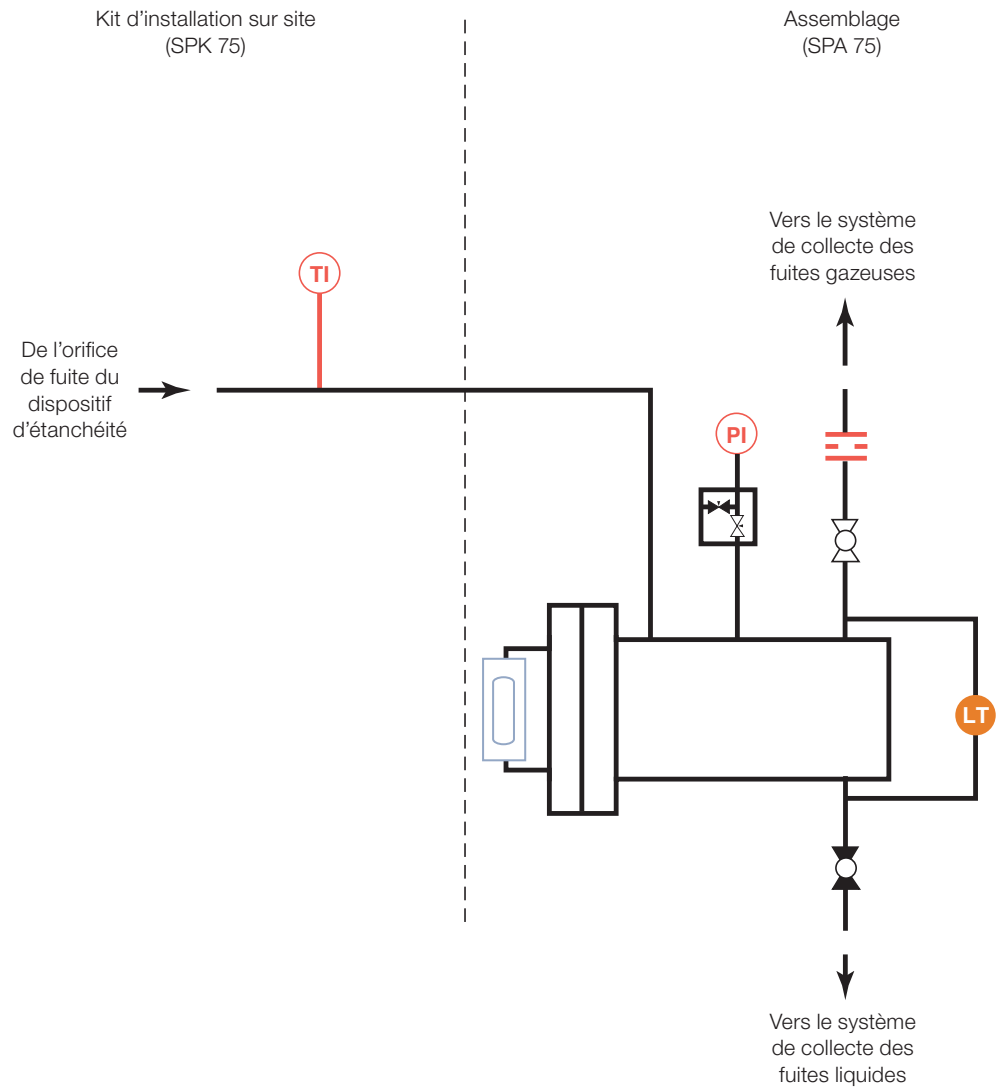 Kit d’installation sur site
(SPK 75)
Assemblage
(SPA 75)
Vers le système
de collecte des
fuites gazeuses
TI
De l’orifice
de fuite du
dispositif
d’étanchéité
PI
LT
Vers le système
de collecte des
fuites liquides